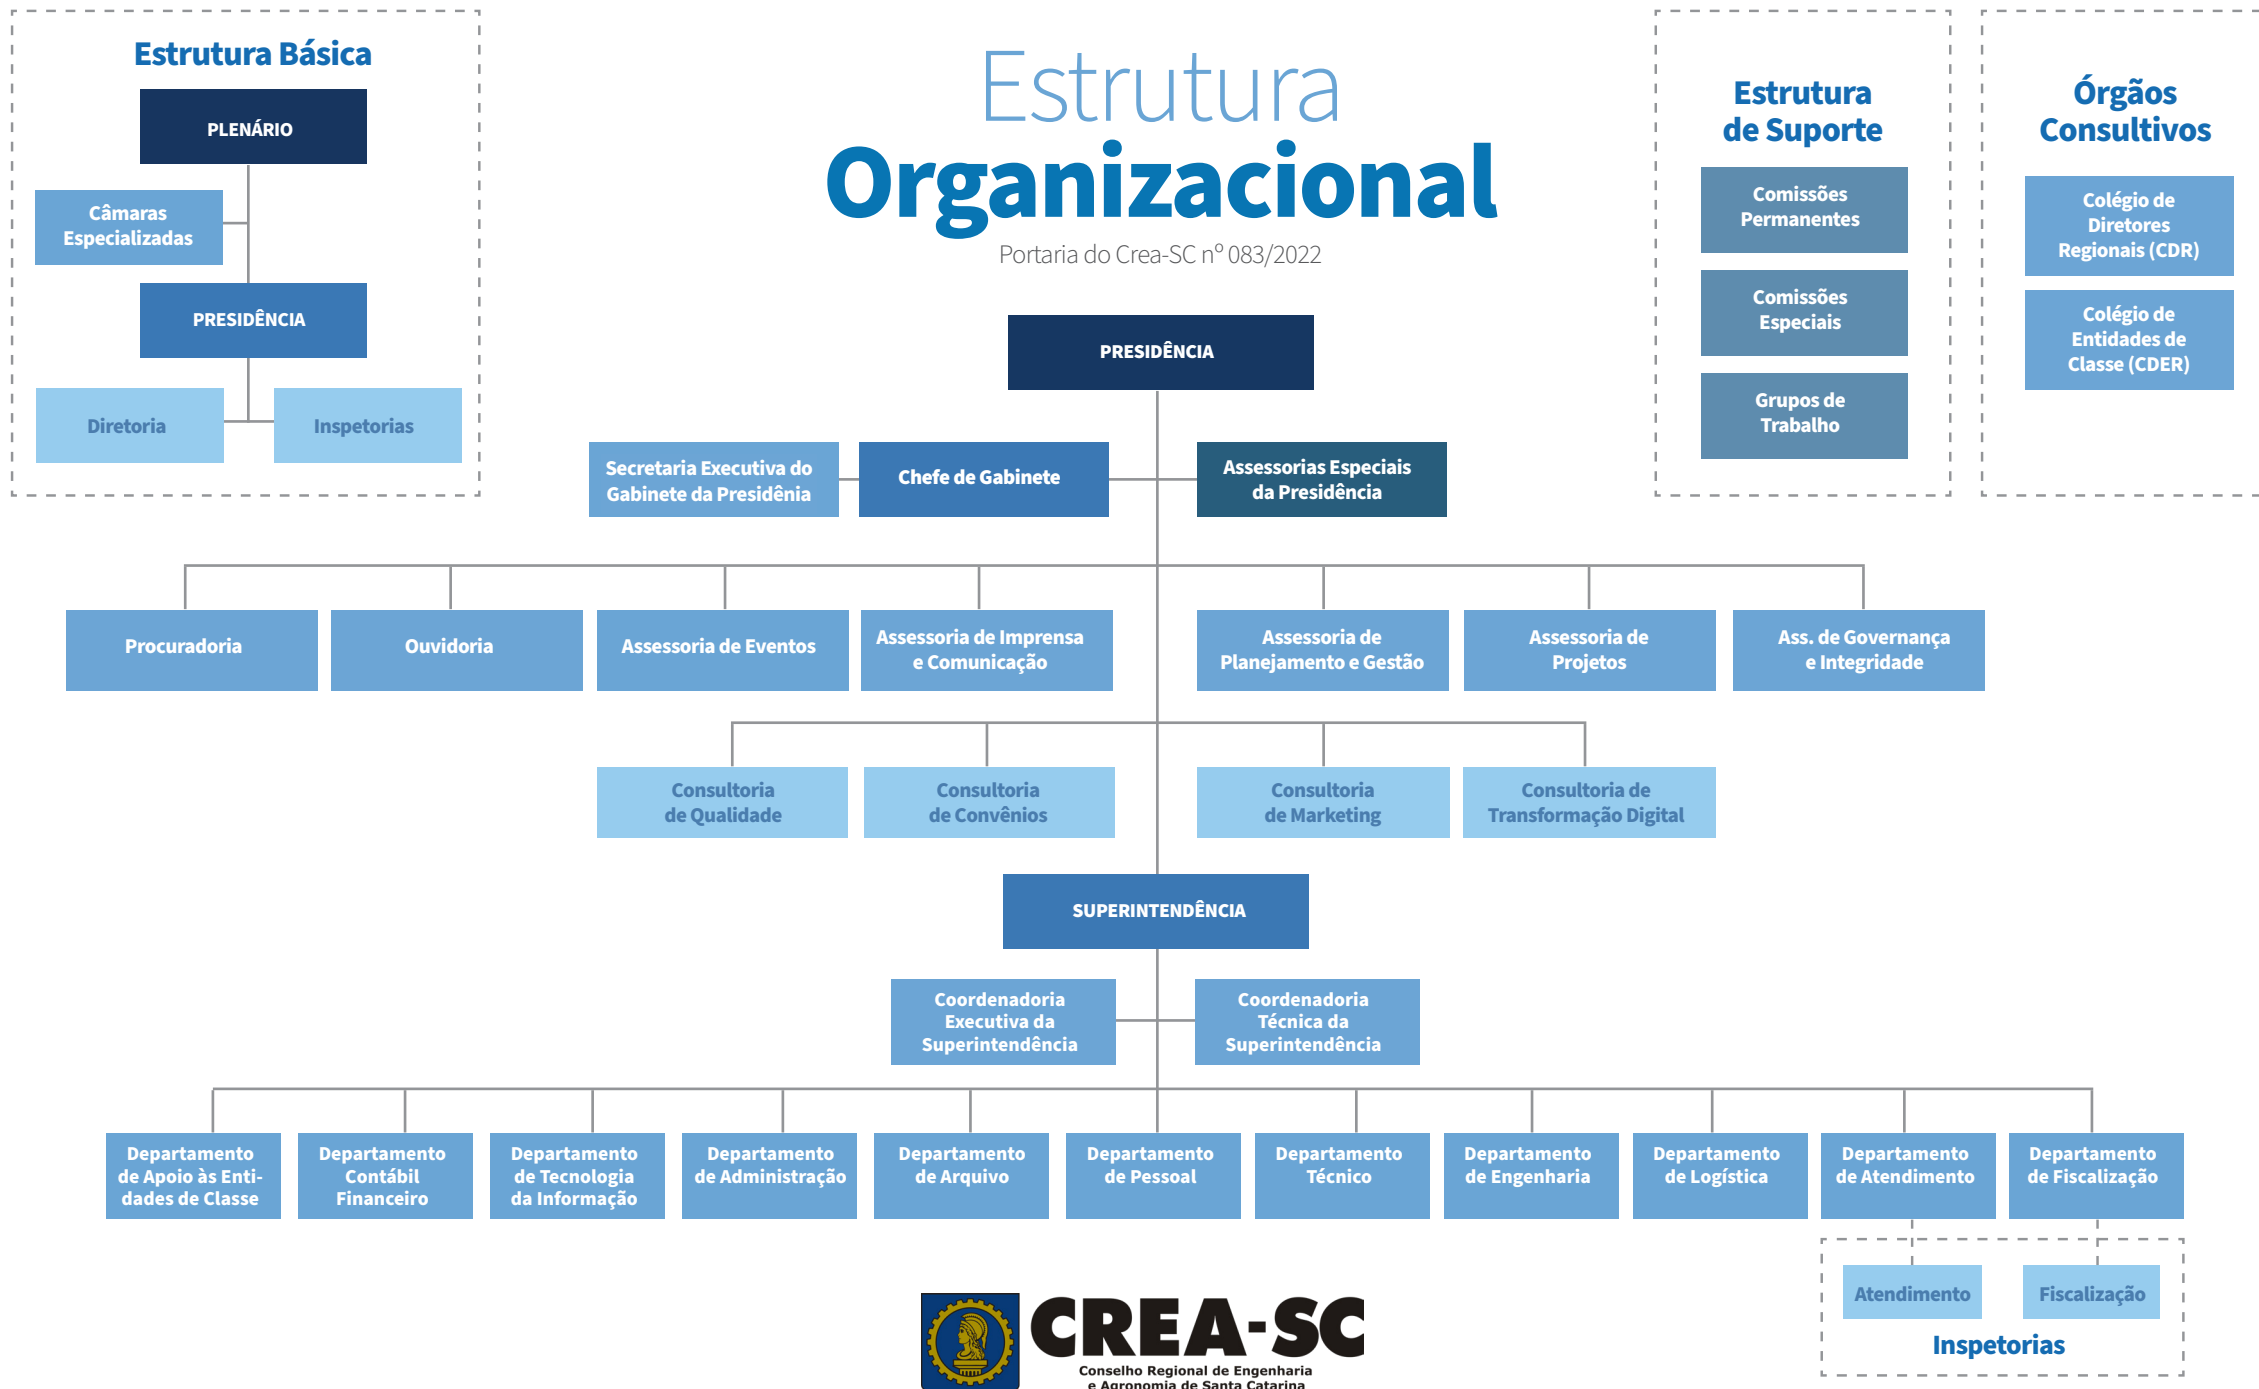 Estrutura Básica
PLENÁRIO
Câmaras
Especializadas
PRESIDÊNCIA
Diretoria
Inspetorias
Estrutura
Organizacional
Portaria do Crea-SC nº 083/2022
Estrutura
de Suporte
Comissões
Permanentes
Comissões
Especiais
Grupos de
Trabalho
Órgãos
Consultivos
Colégio de
Diretores
Regionais (CDR)
Colégio de
Entidades de
Classe (CDER)
PRESIDÊNCIA
Secretaria Executiva do
Gabinete da Presidênia
Chefe de Gabinete
Assessorias Especiais
da Presidência
Procuradoria
Ouvidoria
Assessoria de Eventos
Assessoria de Imprensa
e Comunicação
Assessoria de
Planejamento e Gestão
Assessoria de
Projetos
Ass. de Governança
e Integridade
Consultoria
de Qualidade
Consultoria
de Convênios
Consultoria
de Marketing
Consultoria de
Transformação Digital
SUPERINTENDÊNCIA
Coordenadoria
Executiva da
Superintendência
Coordenadoria
Técnica da
Superintendência
Departamento
de Apoio às Enti-
dades de Classe
Departamento
Contábil
Financeiro
Departamento
de Tecnologia
da Informação
Departamento
de Administração
Departamento
de Arquivo
Departamento
de Pessoal
Departamento
Técnico
Departamento
de Engenharia
Departamento
de Logística
Departamento
de Atendimento
Departamento
de Fiscalização
Atendimento
Fiscalização
Inspetorias
CREA-SC
Conselho Regional de Engenharia
e Agronomia de Santa Catarina